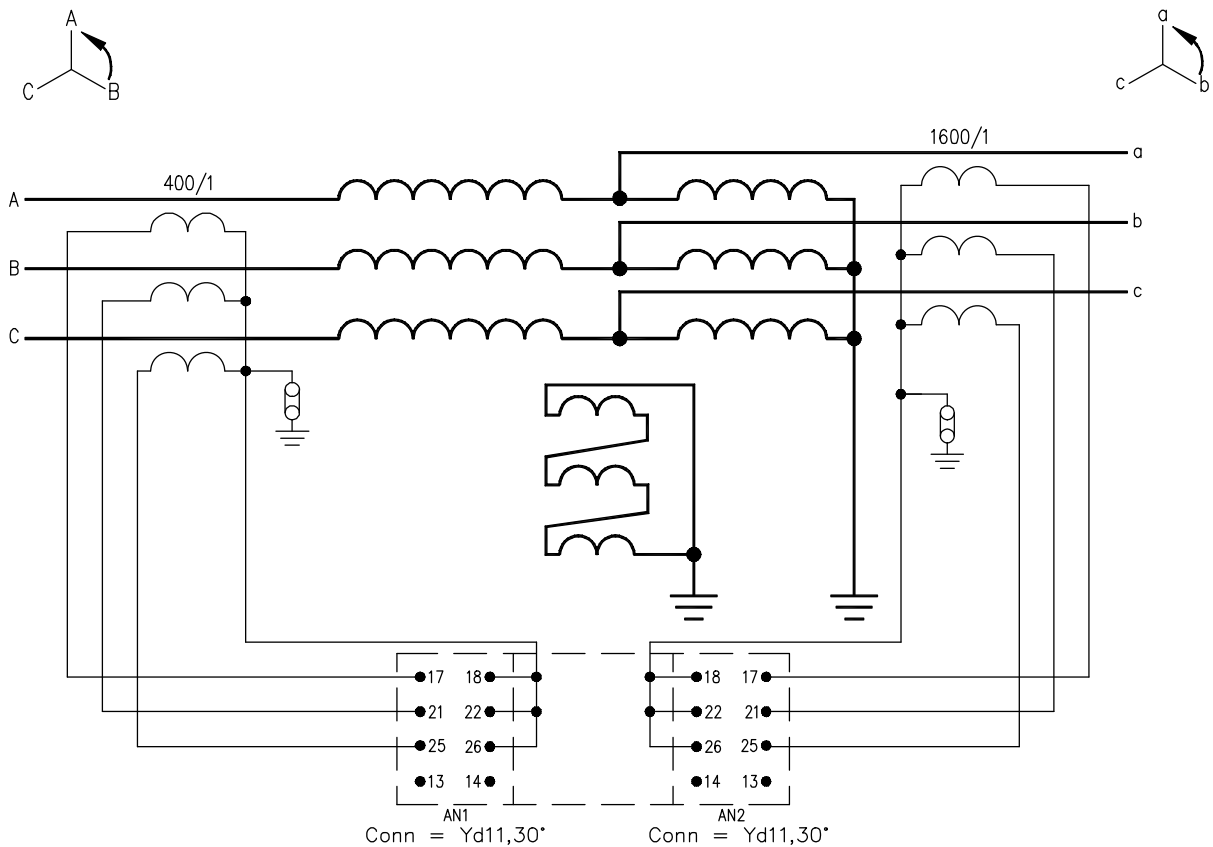 A
C B
a
c b
1600/1
a
400/1
A
b
B
c
C
17 18 18 17
21 22 22 21
25 26 26 25
13 14 14 13
AN1 AN2
Conn = Yd11,30° Conn = Yd11,30°